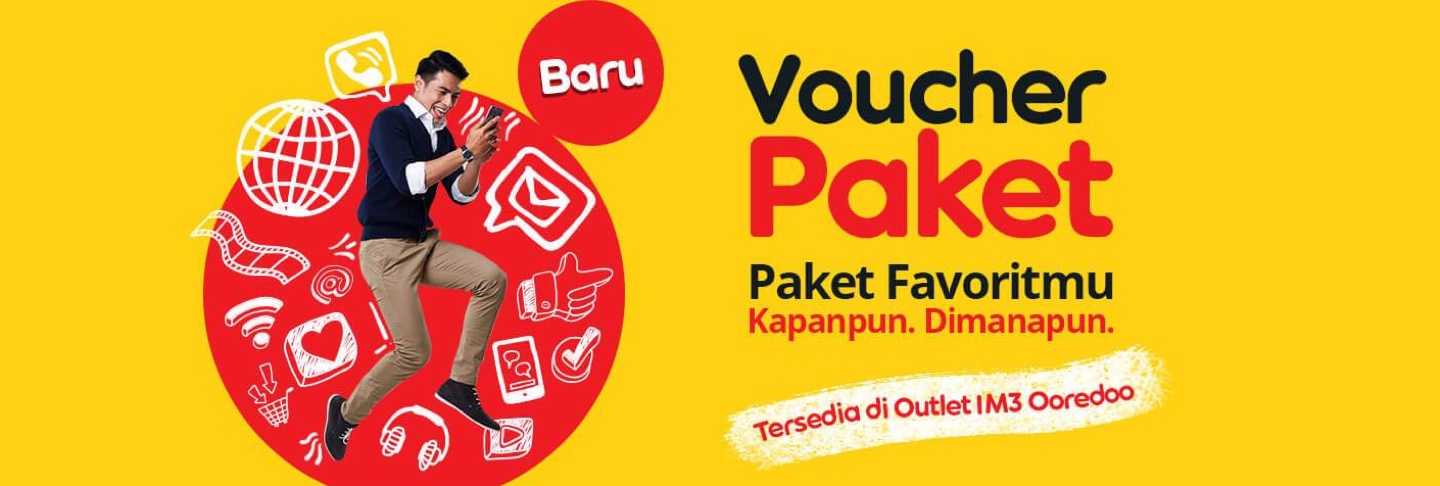 Baru
Voucher
Paket
Paket Favoritmu
Kapanpun. Dimanapun.
Tersedia di Outlet IM3 Ooredoo